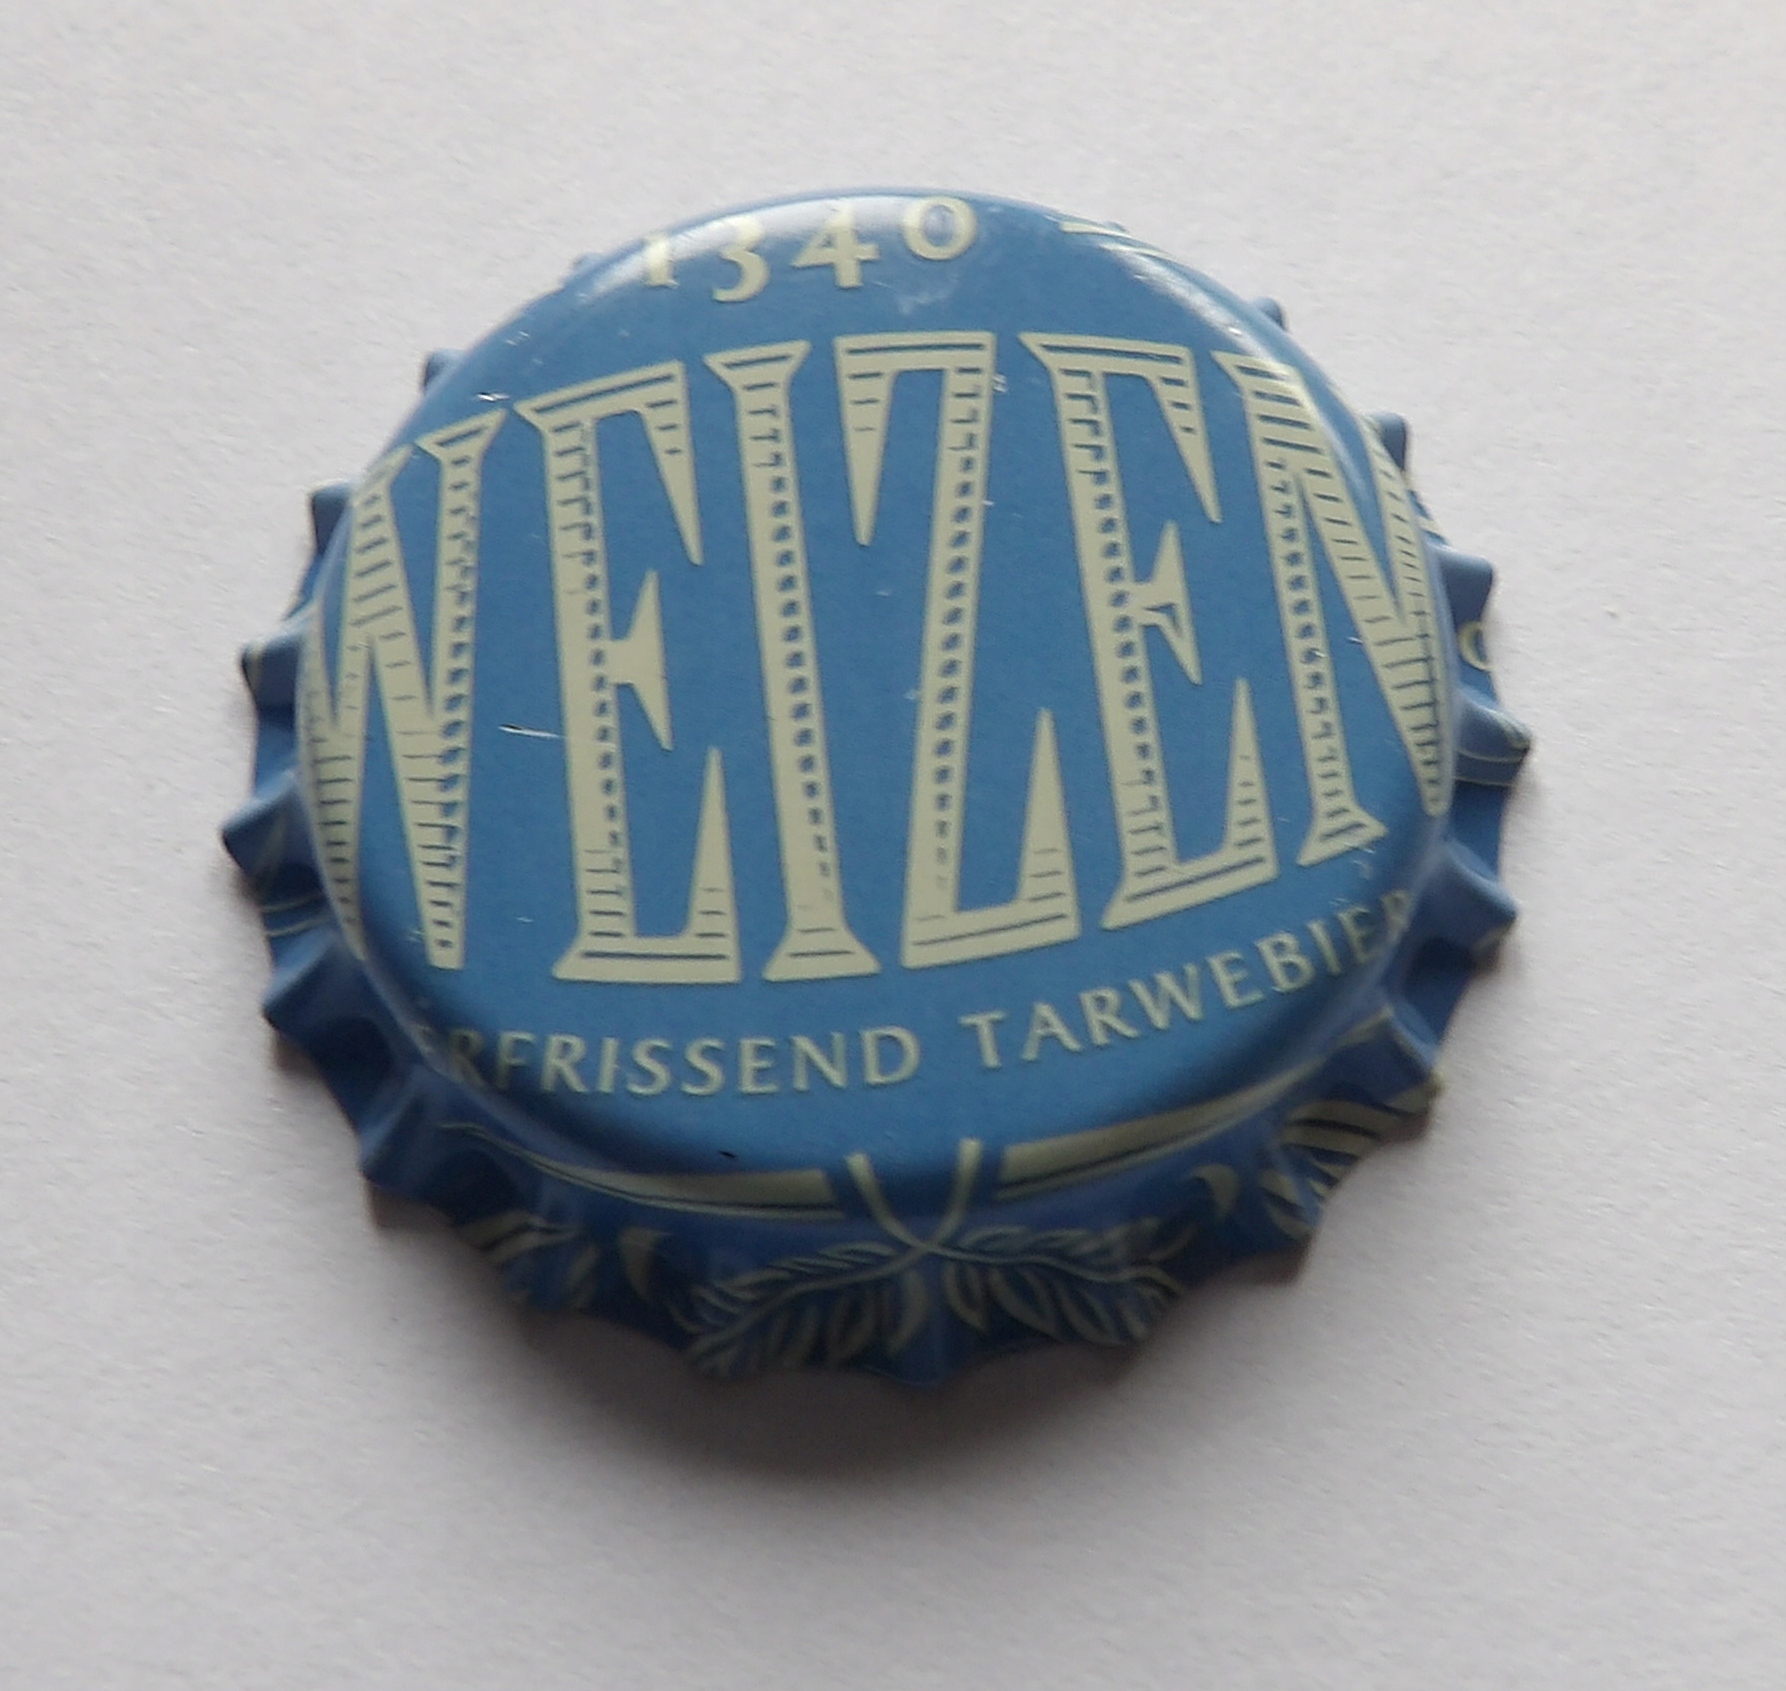 1340
WEIZEN
ERFRISSEND TARWEBIER